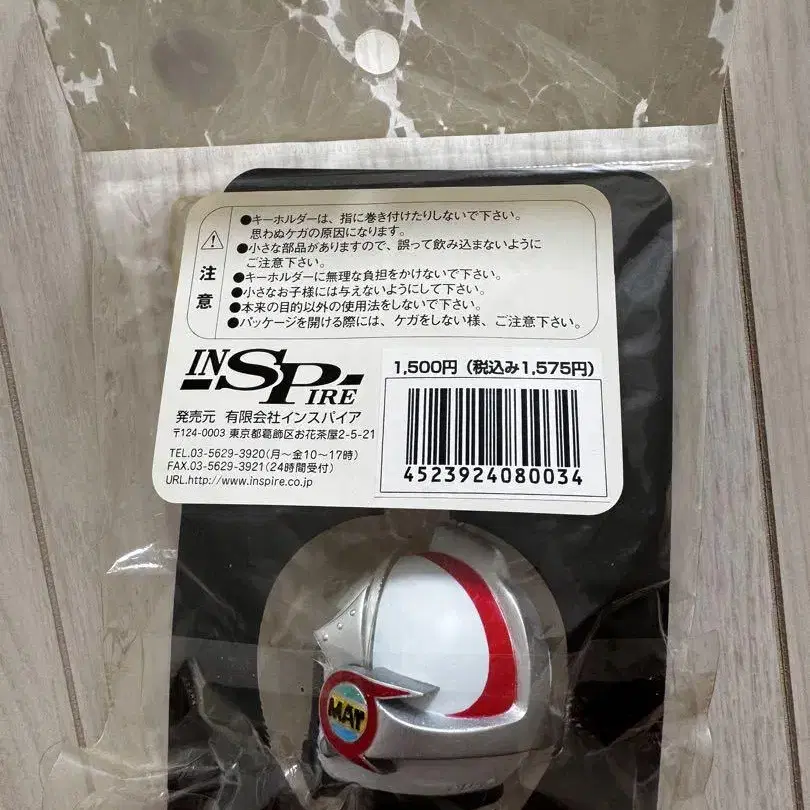 注意
●キーホルダーは、指に巻き付けたりしないで下さい。
思わぬケガの原因になります。
●小さな部品がありますので、誤って飲み込まないように
ご注意下さい。
●キーホルダーに無理な負担をかけないで下さい。
●小さなお子様には与えないようにして下さい。
●本来の目的以外の使用法をしないで下さい。
●パッケージを開ける際には、ケガをしない様、ご注意下さい。
INSPIRE
発売元 有限会社インスパイア
〒124-0003 東京都葛飾区お花茶屋2-5-21
TEL.03-5629-3920(月〜金10〜17時)
FAX.03-5629-3921(24時間受付)
URL.http://www.inspire.co.jp
1,500円(税込み1,575円)
4523924080034
MAT